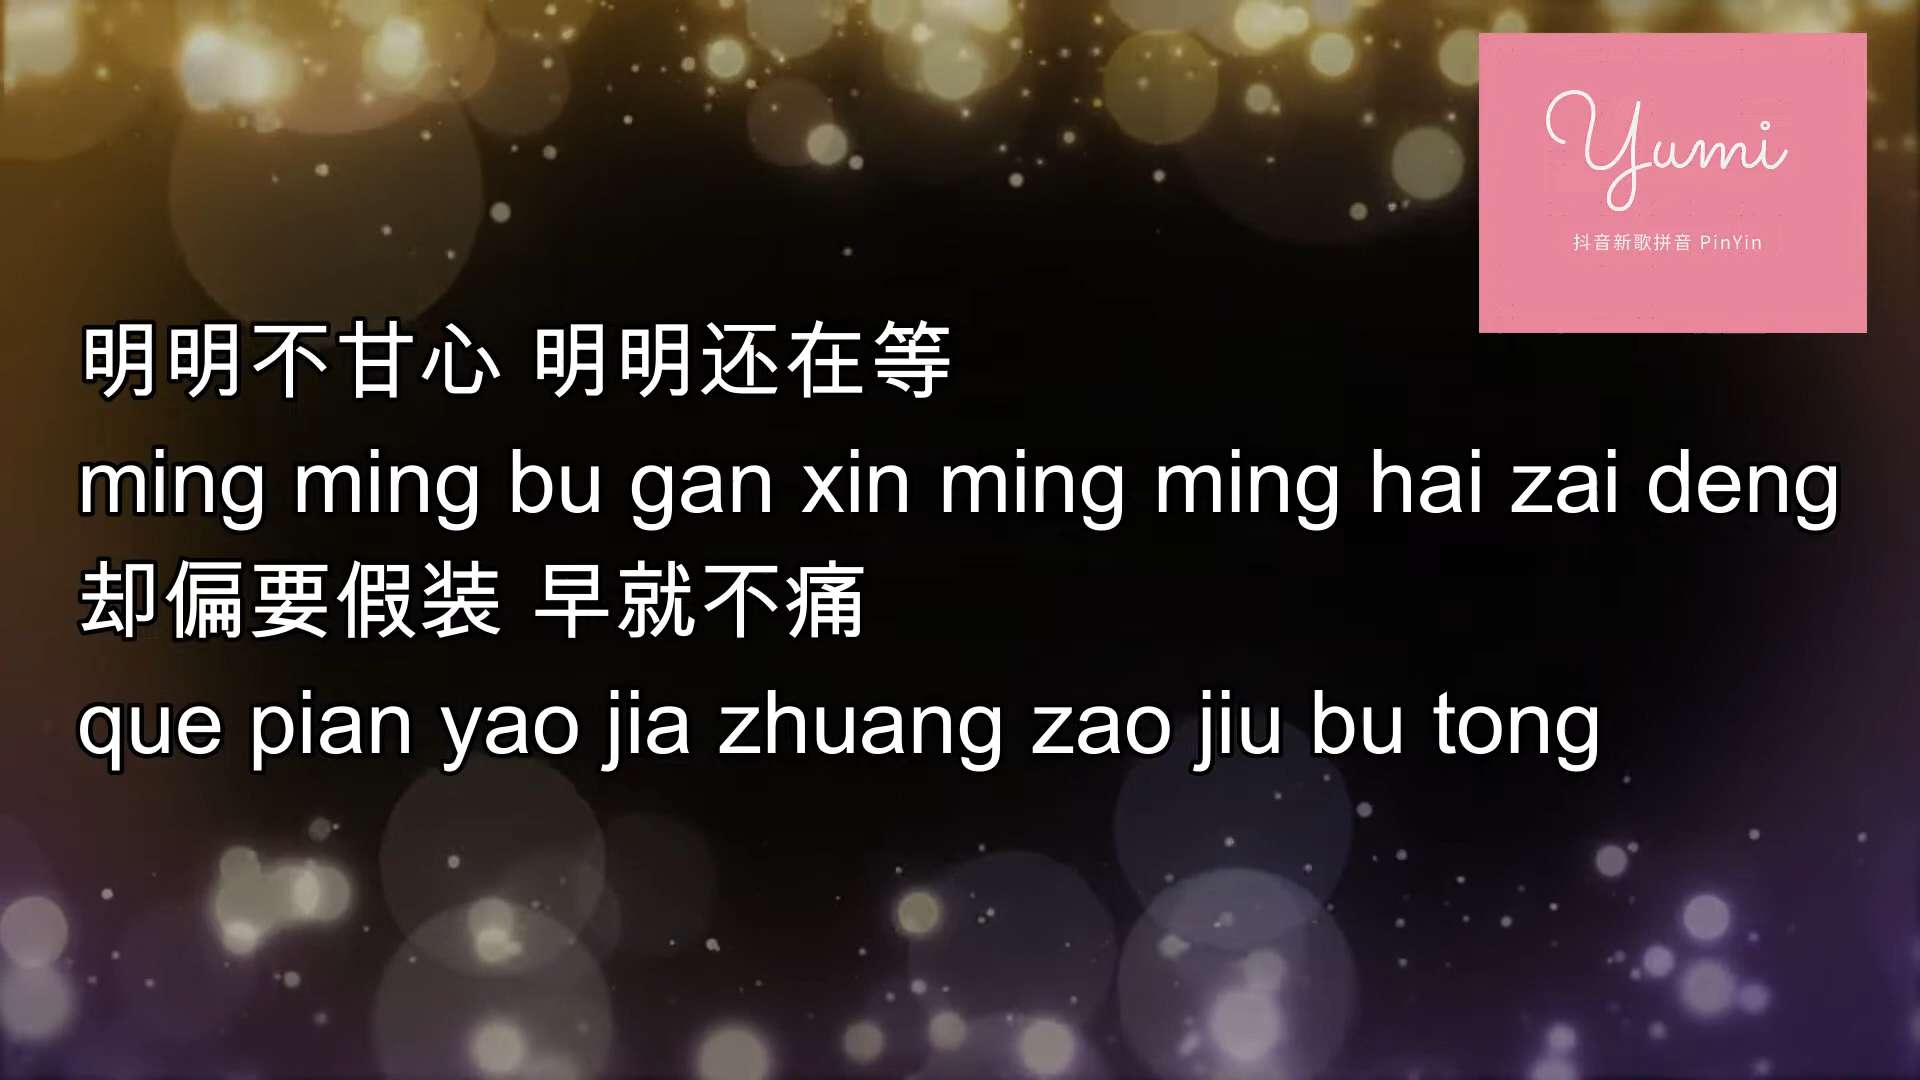 Yumi
抖音新歌拼音 PinYin
明明不甘心 明明还在等
ming ming bu gan xin ming ming hai zai deng
却偏要假装 早就不痛
que pian yao jia zhuang zao jiu bu tong